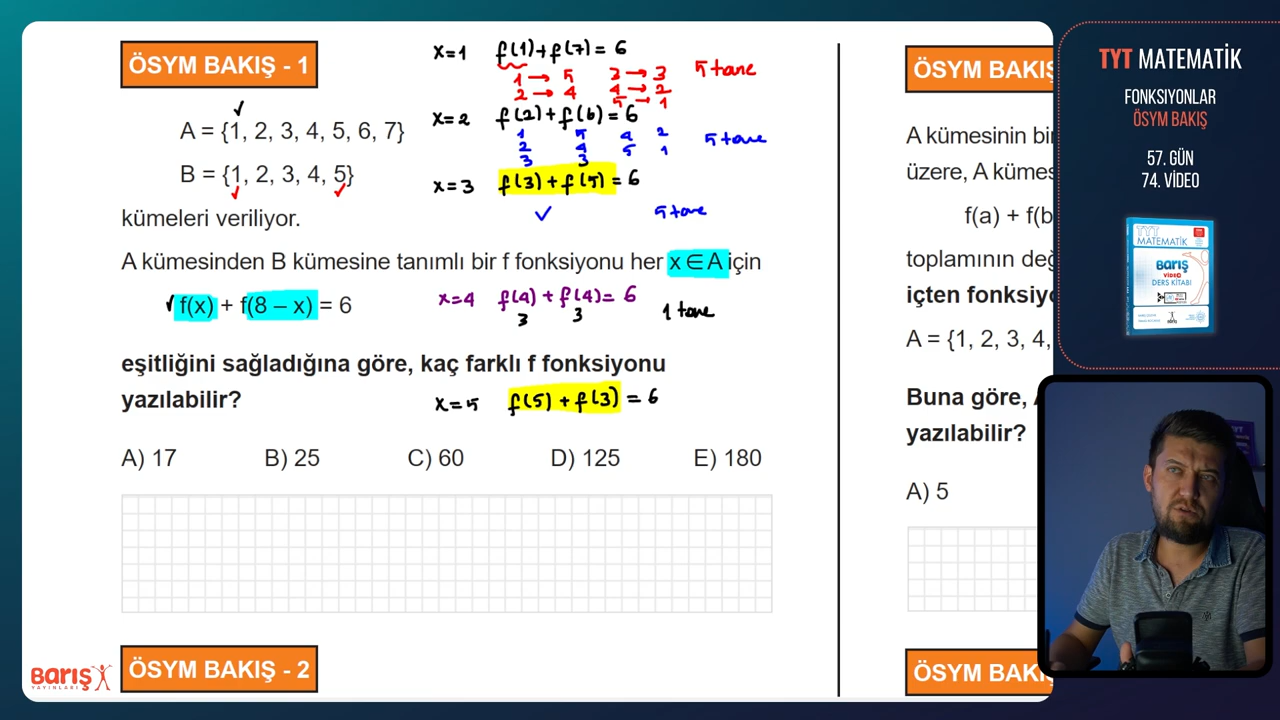 ÖSYM BAKIŞ - 1
A = {1, 2, 3, 4, 5, 6, 7}
B = {1, 2, 3, 4, 5}
kümeleri veriliyor.
A kümesinden B kümesine tanımlı bir f fonksiyonu her x ∈ A için
f(x) + f(8 – x) = 6
eşitliğini sağladığına göre, kaç farklı f fonksiyonu
yazılabilir?
A) 17 B) 25 C) 60 D) 125 E) 180
x=1 f(1)+f(7)= 6
1 → 5 3 → 3 5 tane
2 → 4 4 → 2
5 → 1
x=2 f(2)+f(6)= 6
1 5 4 2 5 tane
2 4 5 1
3 3
x=3 f(3)+f(5)= 6
5 tane
x=4 f(4)+f(4)= 6
3 3 1 tane
x=5 f(5)+f(3) = 6
ÖSYM BAKIŞ - 2
BARIŞ
YAYINLARI
ÖSYM BAKIŞ
A kümesinin bir
üzere, A kümes
f(a) + f(b
toplamının değ
içten fonksiy
A = {1, 2, 3, 4,
Buna göre, A
yazılabilir?
A) 5
ÖSYM BAKIŞ
TYT MATEMATİK
FONKSIYONLAR
ÖSYM BAKIŞ
57. GÜN
74. VİDEO
TYT
MATEMATİK
BARIŞ
VİDEO
DERS KİTABI